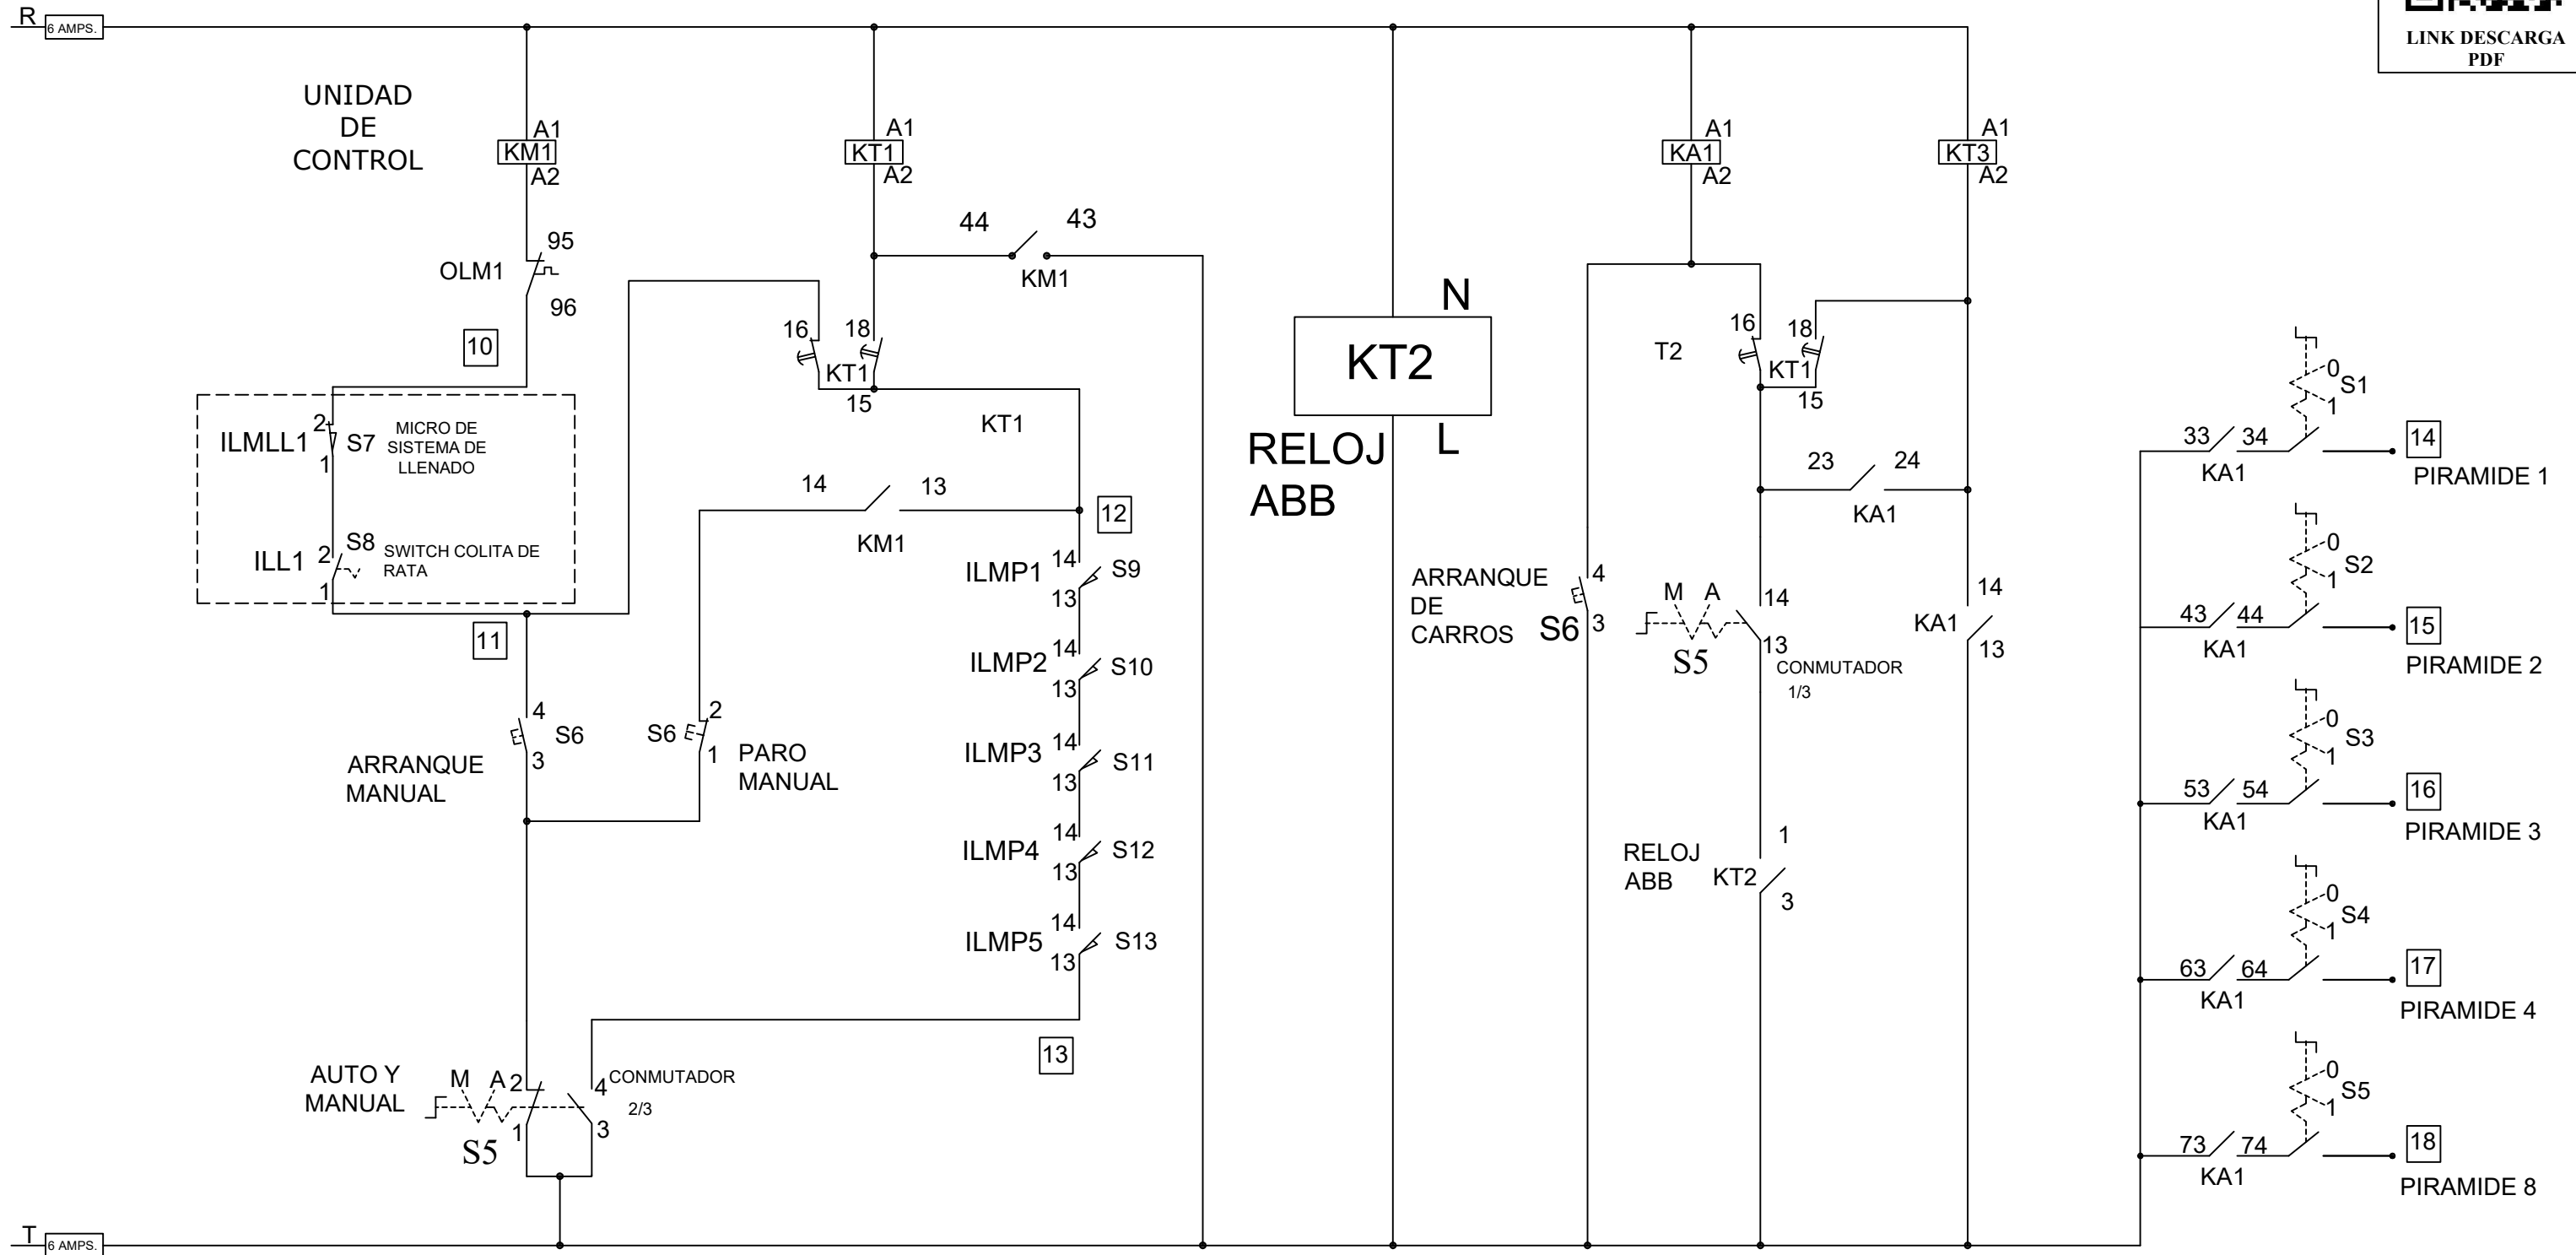 R
6 AMPS.
LINK DESCARGA
PDF
UNIDAD
DE
CONTROL
A1
KM1
A2
A1
KT1
A2
A1
KA1
A2
A1
KT3
A2
95
OLM1
96
10
44
43
KM1
16
18
KT1
15
KT1
N
KT2
L
RELOJ
ABB
T2
16
18
KT1
15
ILMLL1
2
1
S7
MICRO DE
SISTEMA DE
LLENADO
ILL1
2
1
S8
SWITCH COLITA DE
RATA
11
14
13
KM1
12
23
24
KA1
ILMP1
14
13
S9
ILMP2
14
13
S10
ILMP3
14
13
S11
ILMP4
14
13
S12
ILMP5
14
13
S13
13
4
S6
3
ARRANQUE
MANUAL
S6
2
1
PARO
MANUAL
ARRANQUE
DE
CARROS
S6
4
3
M A
S5
14
13
CONMUTADOR
1/3
KA1
14
13
RELOJ
ABB
KT2
1
3
AUTO Y
MANUAL
M A
2
1
S5
4
3
CONMUTADOR
2/3
0
S1
1
33 34
KA1
14
PIRAMIDE 1
0
S2
1
43 44
KA1
15
PIRAMIDE 2
0
S3
1
53 54
KA1
16
PIRAMIDE 3
0
S4
1
63 64
KA1
17
PIRAMIDE 4
0
S5
1
73 74
KA1
18
PIRAMIDE 8
T
6 AMPS.